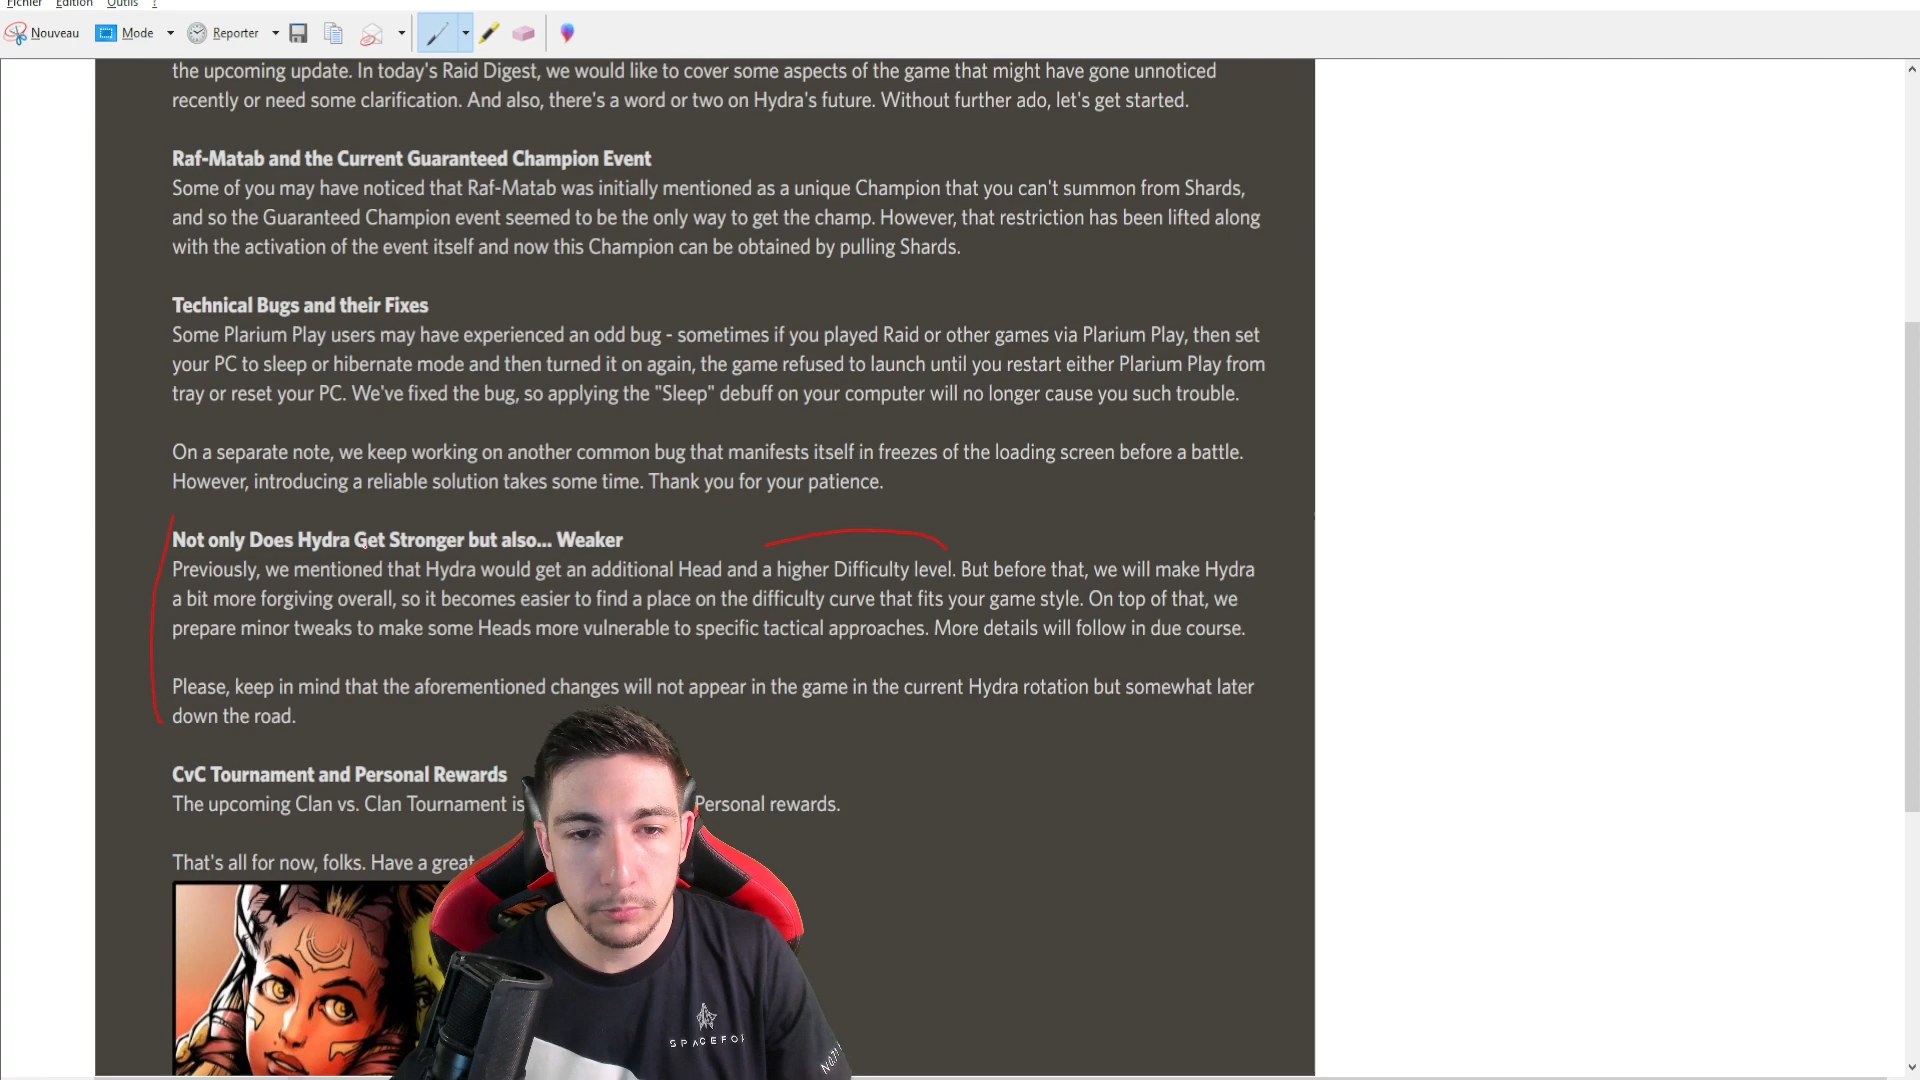 Fichier Edition Outils ?
Nouveau Mode Reporter
the upcoming update. In today's Raid Digest, we would like to cover some aspects of the game that might have gone unnoticed
recently or need some clarification. And also, there's a word or two on Hydra's future. Without further ado, let's get started.
Raf-Matab and the Current Guaranteed Champion Event
Some of you may have noticed that Raf-Matab was initially mentioned as a unique Champion that you can't summon from Shards,
and so the Guaranteed Champion event seemed to be the only way to get the champ. However, that restriction has been lifted along
with the activation of the event itself and now this Champion can be obtained by pulling Shards.
Technical Bugs and their Fixes
Some Plarium Play users may have experienced an odd bug - sometimes if you played Raid or other games via Plarium Play, then set
your PC to sleep or hibernate mode and then turned it on again, the game refused to launch until you restart either Plarium Play from
tray or reset your PC. We've fixed the bug, so applying the "Sleep" debuff on your computer will no longer cause you such trouble.
On a separate note, we keep working on another common bug that manifests itself in freezes of the loading screen before a battle.
However, introducing a reliable solution takes some time. Thank you for your patience.
Not only Does Hydra Get Stronger but also... Weaker
Previously, we mentioned that Hydra would get an additional Head and a higher Difficulty level. But before that, we will make Hydra
a bit more forgiving overall, so it becomes easier to find a place on the difficulty curve that fits your game style. On top of that, we
prepare minor tweaks to make some Heads more vulnerable to specific tactical approaches. More details will follow in due course.
Please, keep in mind that the aforementioned changes will not appear in the game in the current Hydra rotation but somewhat later
down the road.
CvC Tournament and Personal Rewards
The upcoming Clan vs. Clan Tournament is Personal rewards.
That's all for now, folks. Have a great
SPACEFO